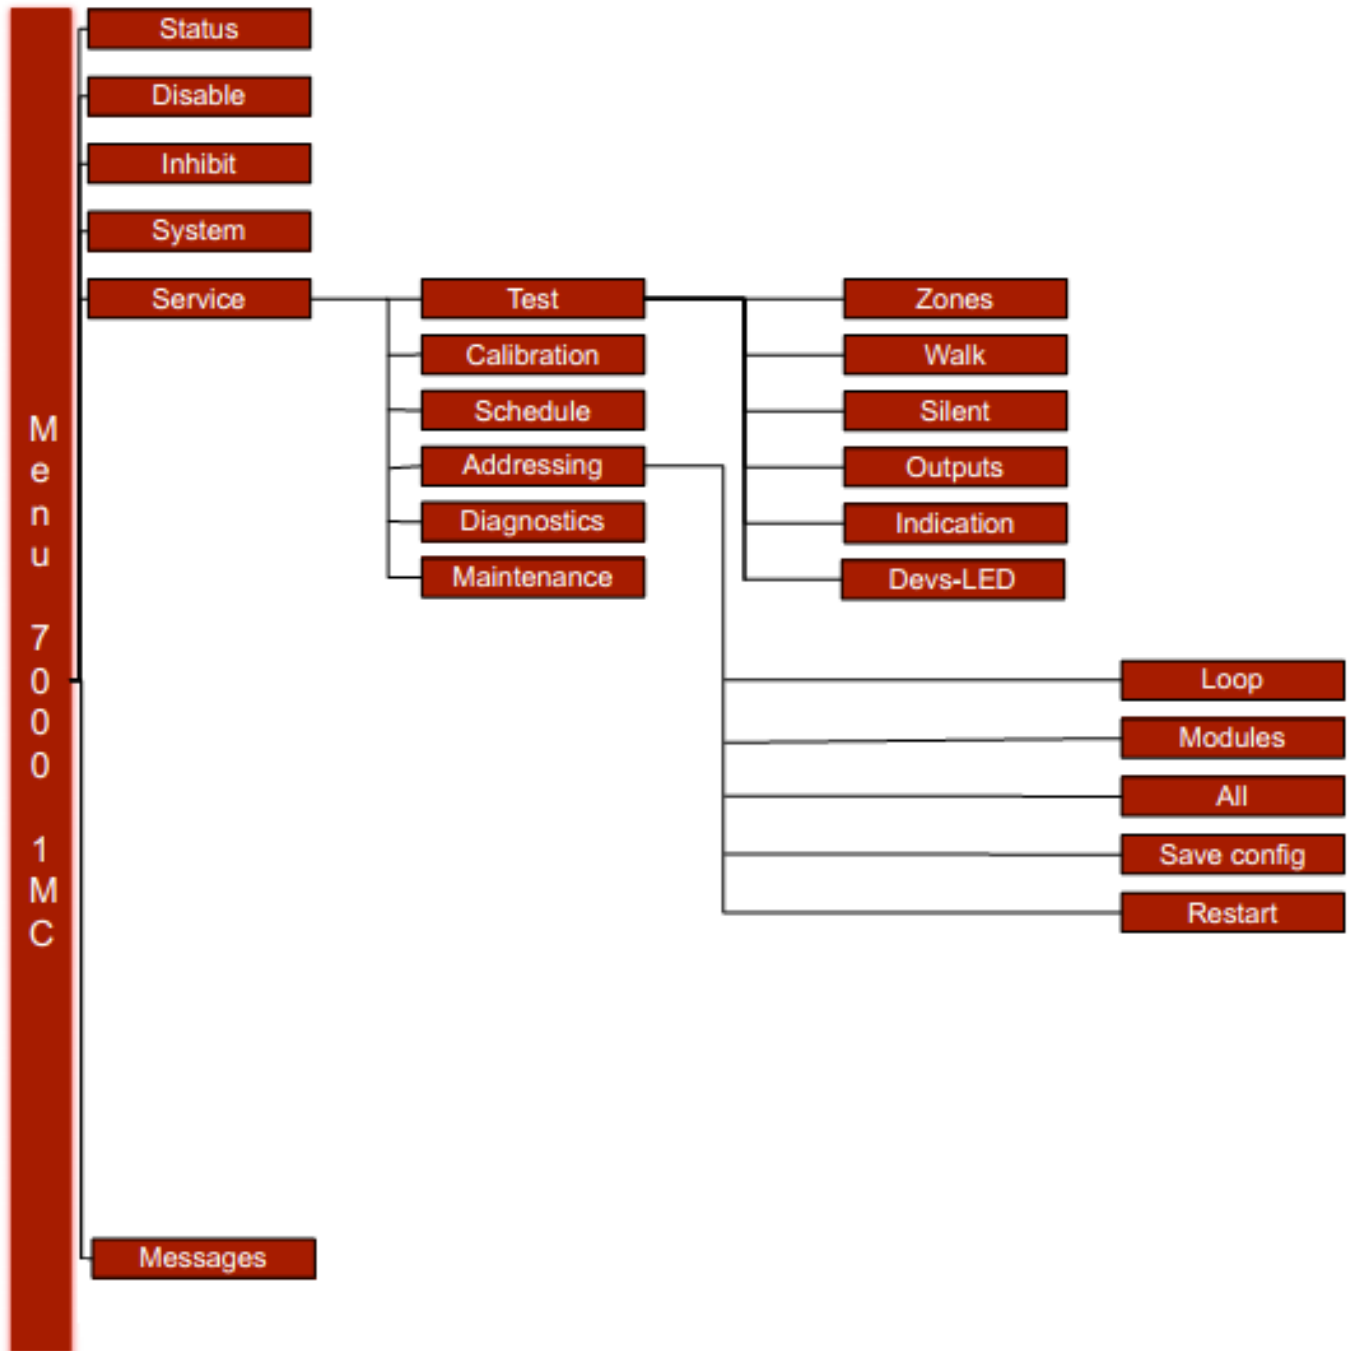 Menu 7000 1MC
Status
Disable
Inhibit
System
Service
Test
Calibration
Schedule
Addressing
Diagnostics
Maintenance
Zones
Walk
Silent
Outputs
Indication
Devs-LED
Loop
Modules
All
Save config
Restart
Messages